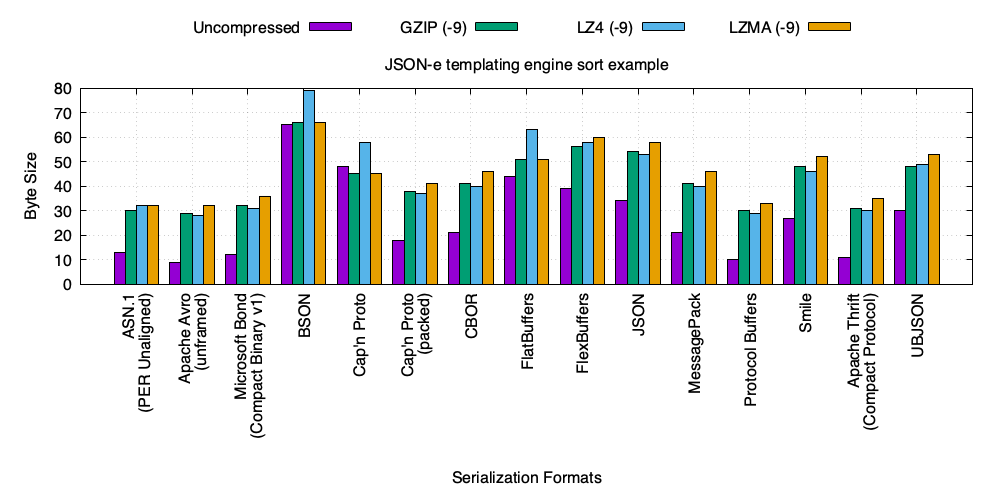 Uncompressed GZIP (-9) LZ4 (-9) LZMA (-9)
JSON-e templating engine sort example
80
70
60
50
40
30
20
10
0
Byte Size
ASN.1
(PER Unaligned)
Apache Avro
(unframed)
Microsoft Bond
(Compact Binary v1)
BSON
Cap'n Proto
Cap'n Proto
(packed)
CBOR
FlatBuffers
FlexBuffers
JSON
MessagePack
Protocol Buffers
Smile
Apache Thrift
(Compact Protocol)
UBJSON
Serialization Formats